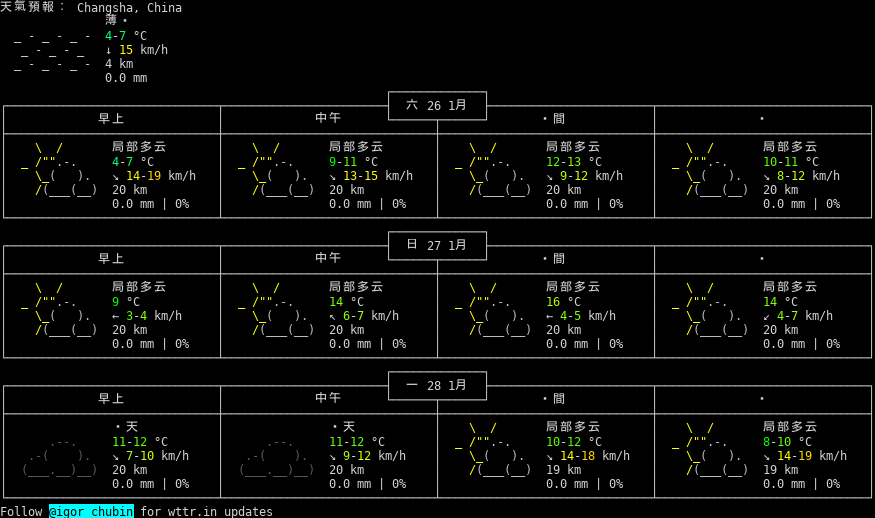 天氣預報： Changsha, China
薄・
4-7 °C
↓ 15 km/h
4 km
0.0 mm
六 26 1月
早上 中午 ・間 ・
局部多云 局部多云 局部多云 局部多云
4-7 °C 9-11 °C 12-13 °C 10-11 °C
↘ 14-19 km/h ↘ 13-15 km/h ↘ 9-12 km/h ↘ 8-12 km/h
20 km 20 km 20 km 20 km
0.0 mm | 0% 0.0 mm | 0% 0.0 mm | 0% 0.0 mm | 0%
日 27 1月
早上 中午 ・間 ・
局部多云 局部多云 局部多云 局部多云
9 °C 14 °C 16 °C 14 °C
← 3-4 km/h ↖ 6-7 km/h ← 4-5 km/h ↙ 4-7 km/h
20 km 20 km 20 km 20 km
0.0 mm | 0% 0.0 mm | 0% 0.0 mm | 0% 0.0 mm | 0%
一 28 1月
早上 中午 ・間 ・
・天 ・天 局部多云 局部多云
11-12 °C 11-12 °C 10-12 °C 8-10 °C
↘ 7-10 km/h ↘ 9-12 km/h ↘ 14-18 km/h ↘ 14-19 km/h
20 km 20 km 19 km 19 km
0.0 mm | 0% 0.0 mm | 0% 0.0 mm | 0% 0.0 mm | 0%
Follow @igor_chubin for wttr.in updates